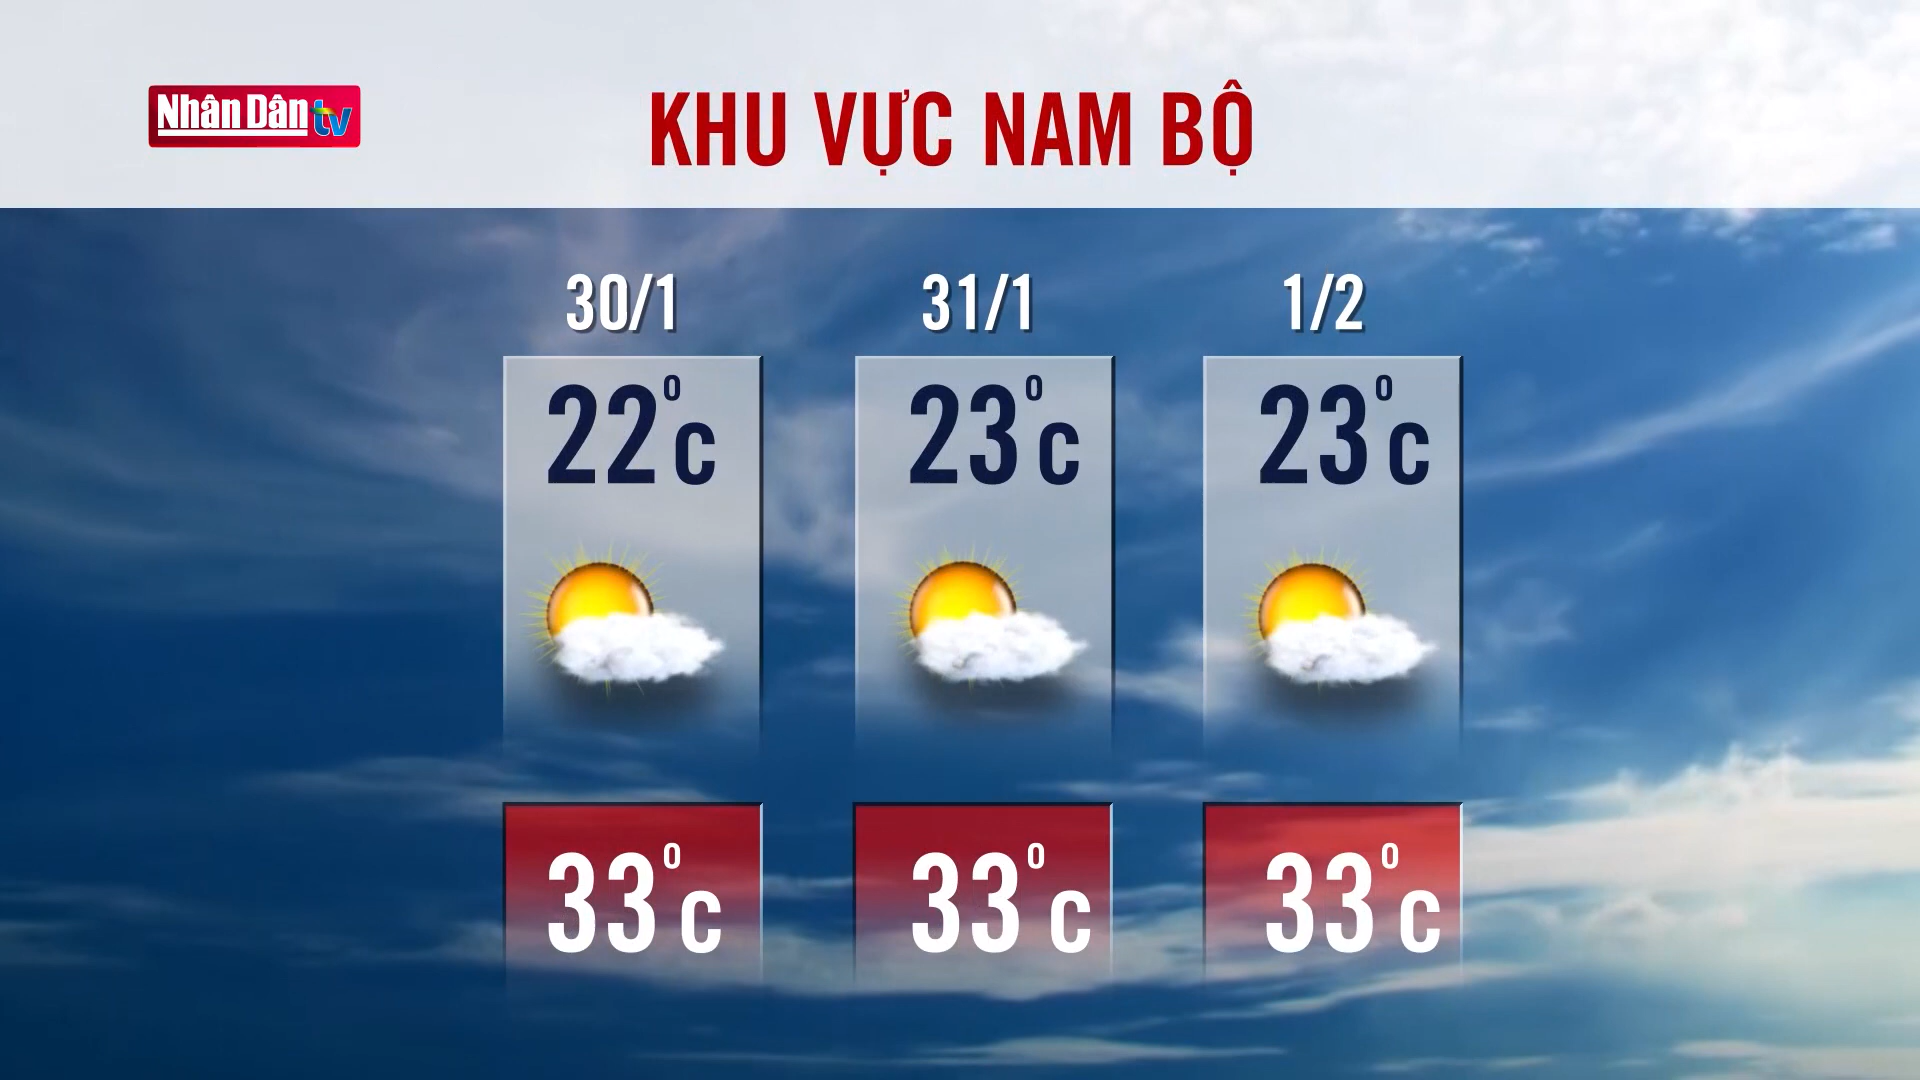 Nhân Dân tv
KHU VỰC NAM BỘ
30/1 31/1 1/2
22°C 23°C 23°C
33°C 33°C 33°C